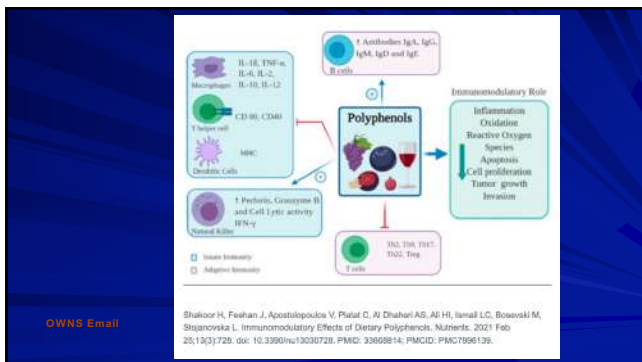 ↑ Antibodies IgA, IgG,
IgM, IgD and IgE
B cells
IL-18, TNF-α,
IL-6, IL-2,
IL-10, IL-12
Macrophages
CD 80, CD40
T helper cell
MHC
Dendritic Cells
Polyphenols
Immunomodulatory Role
Inflammation
Oxidation
Reactive Oxygen
Species
Apoptosis
Cell proliferation
Tumor growth
Invasion
↑ Perforin, Granzyme B
and Cell Lytic activity
IFN-γ
Natural Killer
Th2, Th9, Th17,
Th22, Treg
T cells
Innate Immunity
Adaptive Immunity
Shakoor H, Feehan J, Apostolopoulos V, Platat C, Al Dhaheri AS, Ali HI, Ismail LC, Bosevski M,
Stojanovska L. Immunomodulatory Effects of Dietary Polyphenols. Nutrients. 2021 Feb
25;13(3):728. doi: 10.3390/nu13030728. PMID: 33668814; PMCID: PMC7996139.
OWNS Email